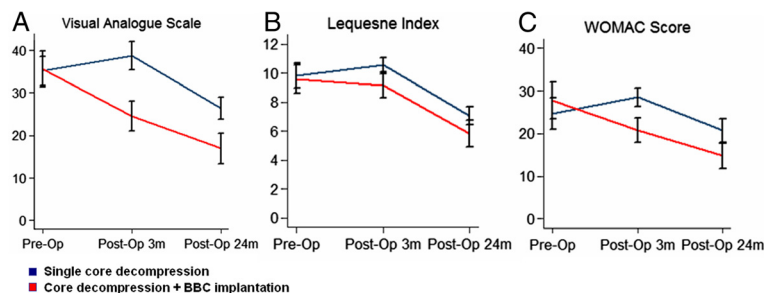 A
Visual Analogue Scale
40
30
20
10
0
Pre-Op Post-Op 3m Post-Op 24m
B
Lequesne Index
12
10
8
6
4
2
0
Pre-Op Post-Op 3m Post-Op 24m
C
WOMAC Score
40
30
20
10
0
Pre-Op Post-Op 3m Post-Op 24m
Single core decompression
Core decompression + BBC implantation